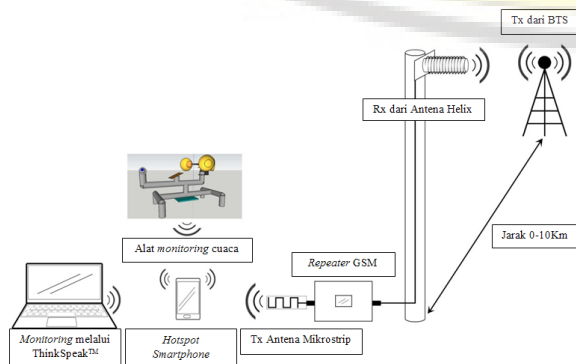 Tx dari BTS
Rx dari Antena Helix
Jarak 0-10Km
Alat monitoring cuaca
Repeater GSM
Monitoring melalui
ThinkSpeak™
Hotspot
Smartphone
Tx Antena Mikrostrip